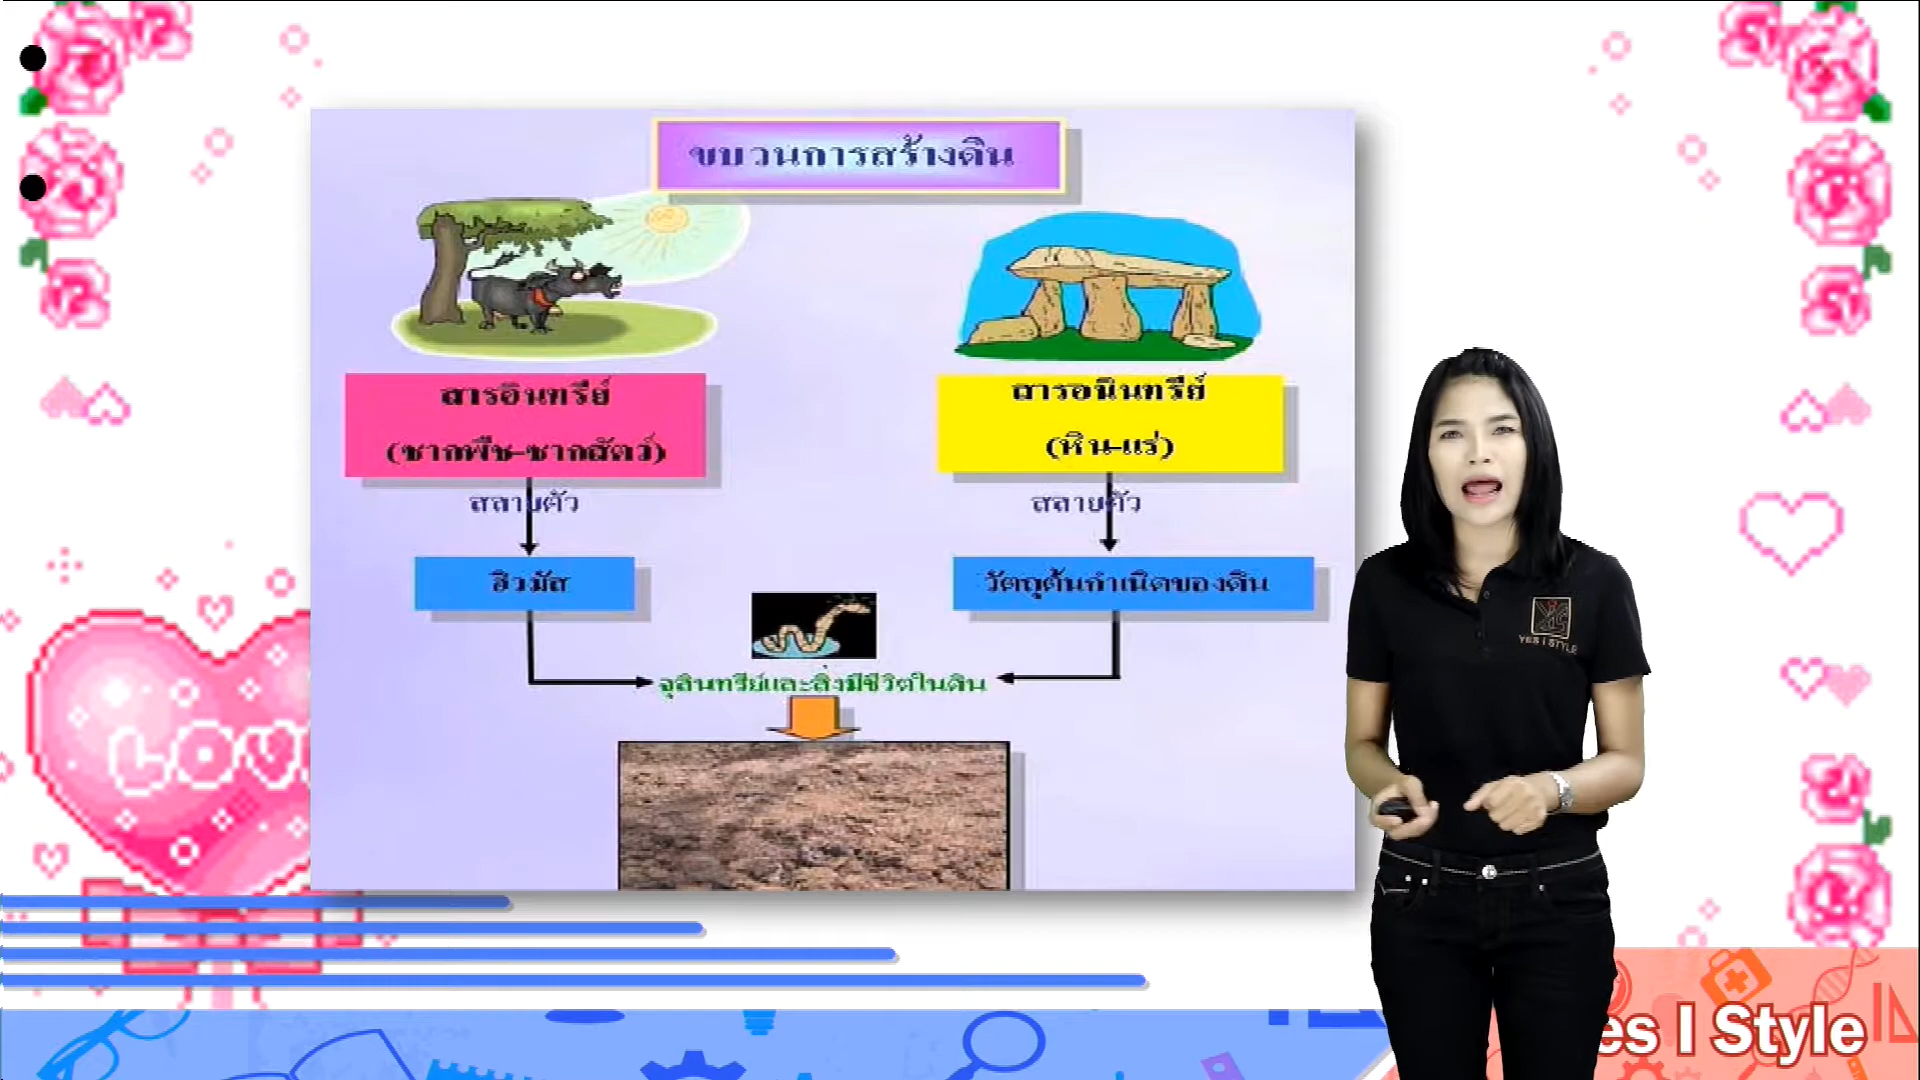 ขบวนการสร้างดิน
สารอินทรีย์
(ซากพืช-ซากสัตว์)
สลายตัว
ฮิวมัส
สารอนินทรีย์
(หิน-แร่)
สลายตัว
วัตถุต้นกำเนิดของดิน
จุลินทรีย์และสิ่งมีชีวิตในดิน
YES I STYLE
LOV
es I Style